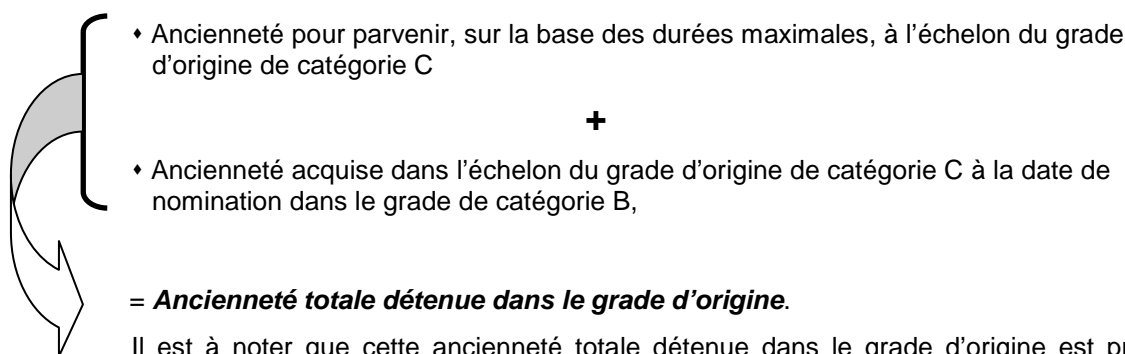 ⬧ Ancienneté pour parvenir, sur la base des durées maximales, à l’échelon du grade
d’origine de catégorie C
+
⬧ Ancienneté acquise dans l’échelon du grade d’origine de catégorie C à la date de
nomination dans le grade de catégorie B,
= Ancienneté totale détenue dans le grade d’origine.
Il est à noter que cette ancienneté totale détenue dans le grade d’origine est